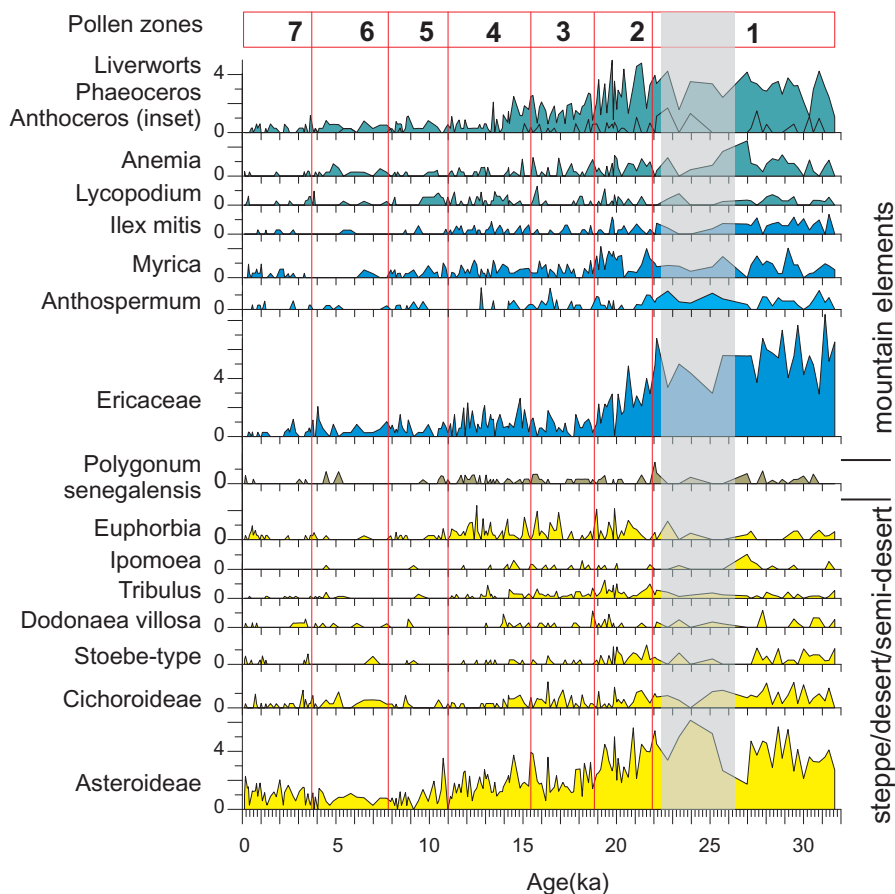 Pollen zones
7 6 5 4 3 2 1
Liverworts
Phaeoceros
Anthoceros (inset)
4
0
Anemia
0
Lycopodium
0
Ilex mitis
0
Myrica
0
Anthospermum
0
Ericaceae
4
0
Polygonum
senegalensis
0
Euphorbia
0
Ipomoea
0
Tribulus
0
Dodonaea villosa
0
Stoebe-type
0
Cichoroideae
0
Asteroideae
4
0
0 5 10 15 20 25 30
Age(ka)
mountain elements
steppe/desert/semi-desert